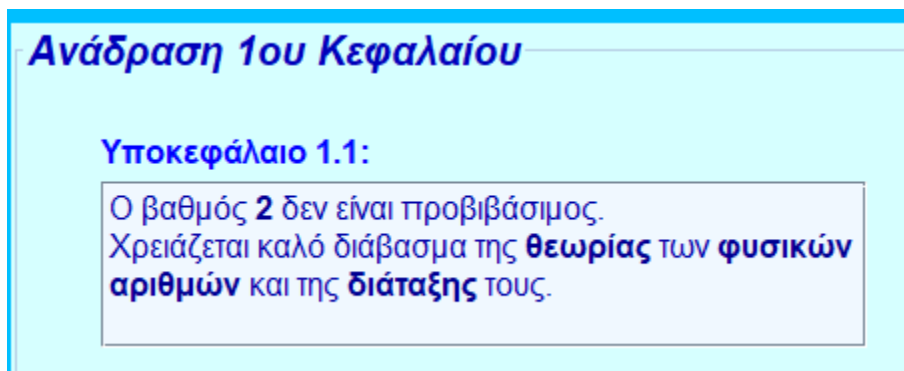 Ανάδραση 1ου Κεφαλαίου
Υποκεφάλαιο 1.1:
Ο βαθμός 2 δεν είναι προβιβάσιμος.
Χρειάζεται καλό διάβασμα της θεωρίας των φυσικών
αριθμών και της διάταξης τους.